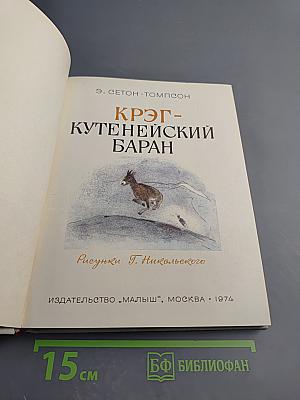 Э. СЕТОН-ТОМПСОН
КРЭГ-
КУТЕНЕЙСКИЙ
БАРАН
Рисунки Г. Никольского
ИЗДАТЕЛЬСТВО „МАЛЫШ“, МОСКВА · 1974
15 см
БФ БИБЛИОФАН